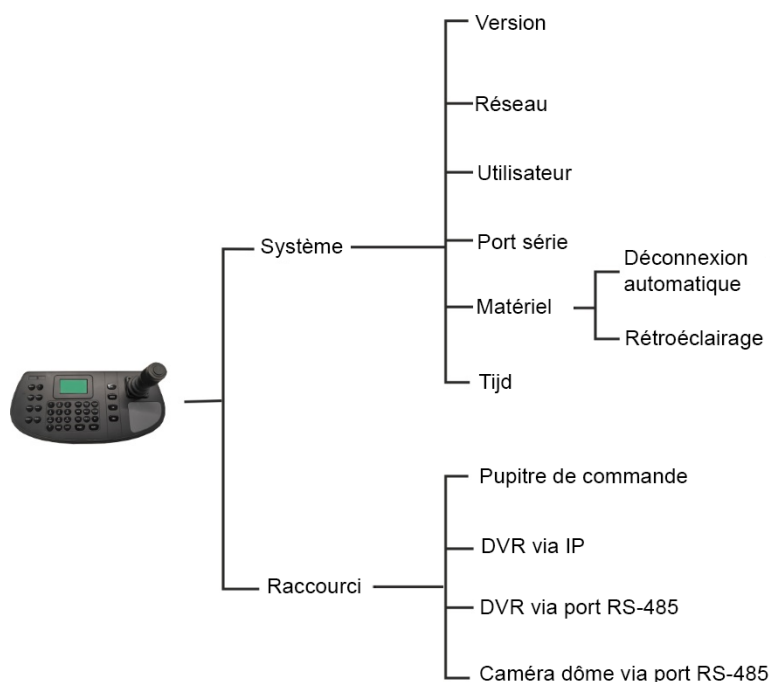 Version
Réseau
Utilisateur
Système
Port série
Matériel
Déconnexion
automatique
Rétroéclairage
Tijd
Pupitre de commande
DVR via IP
Raccourci
DVR via port RS-485
Caméra dôme via port RS-485